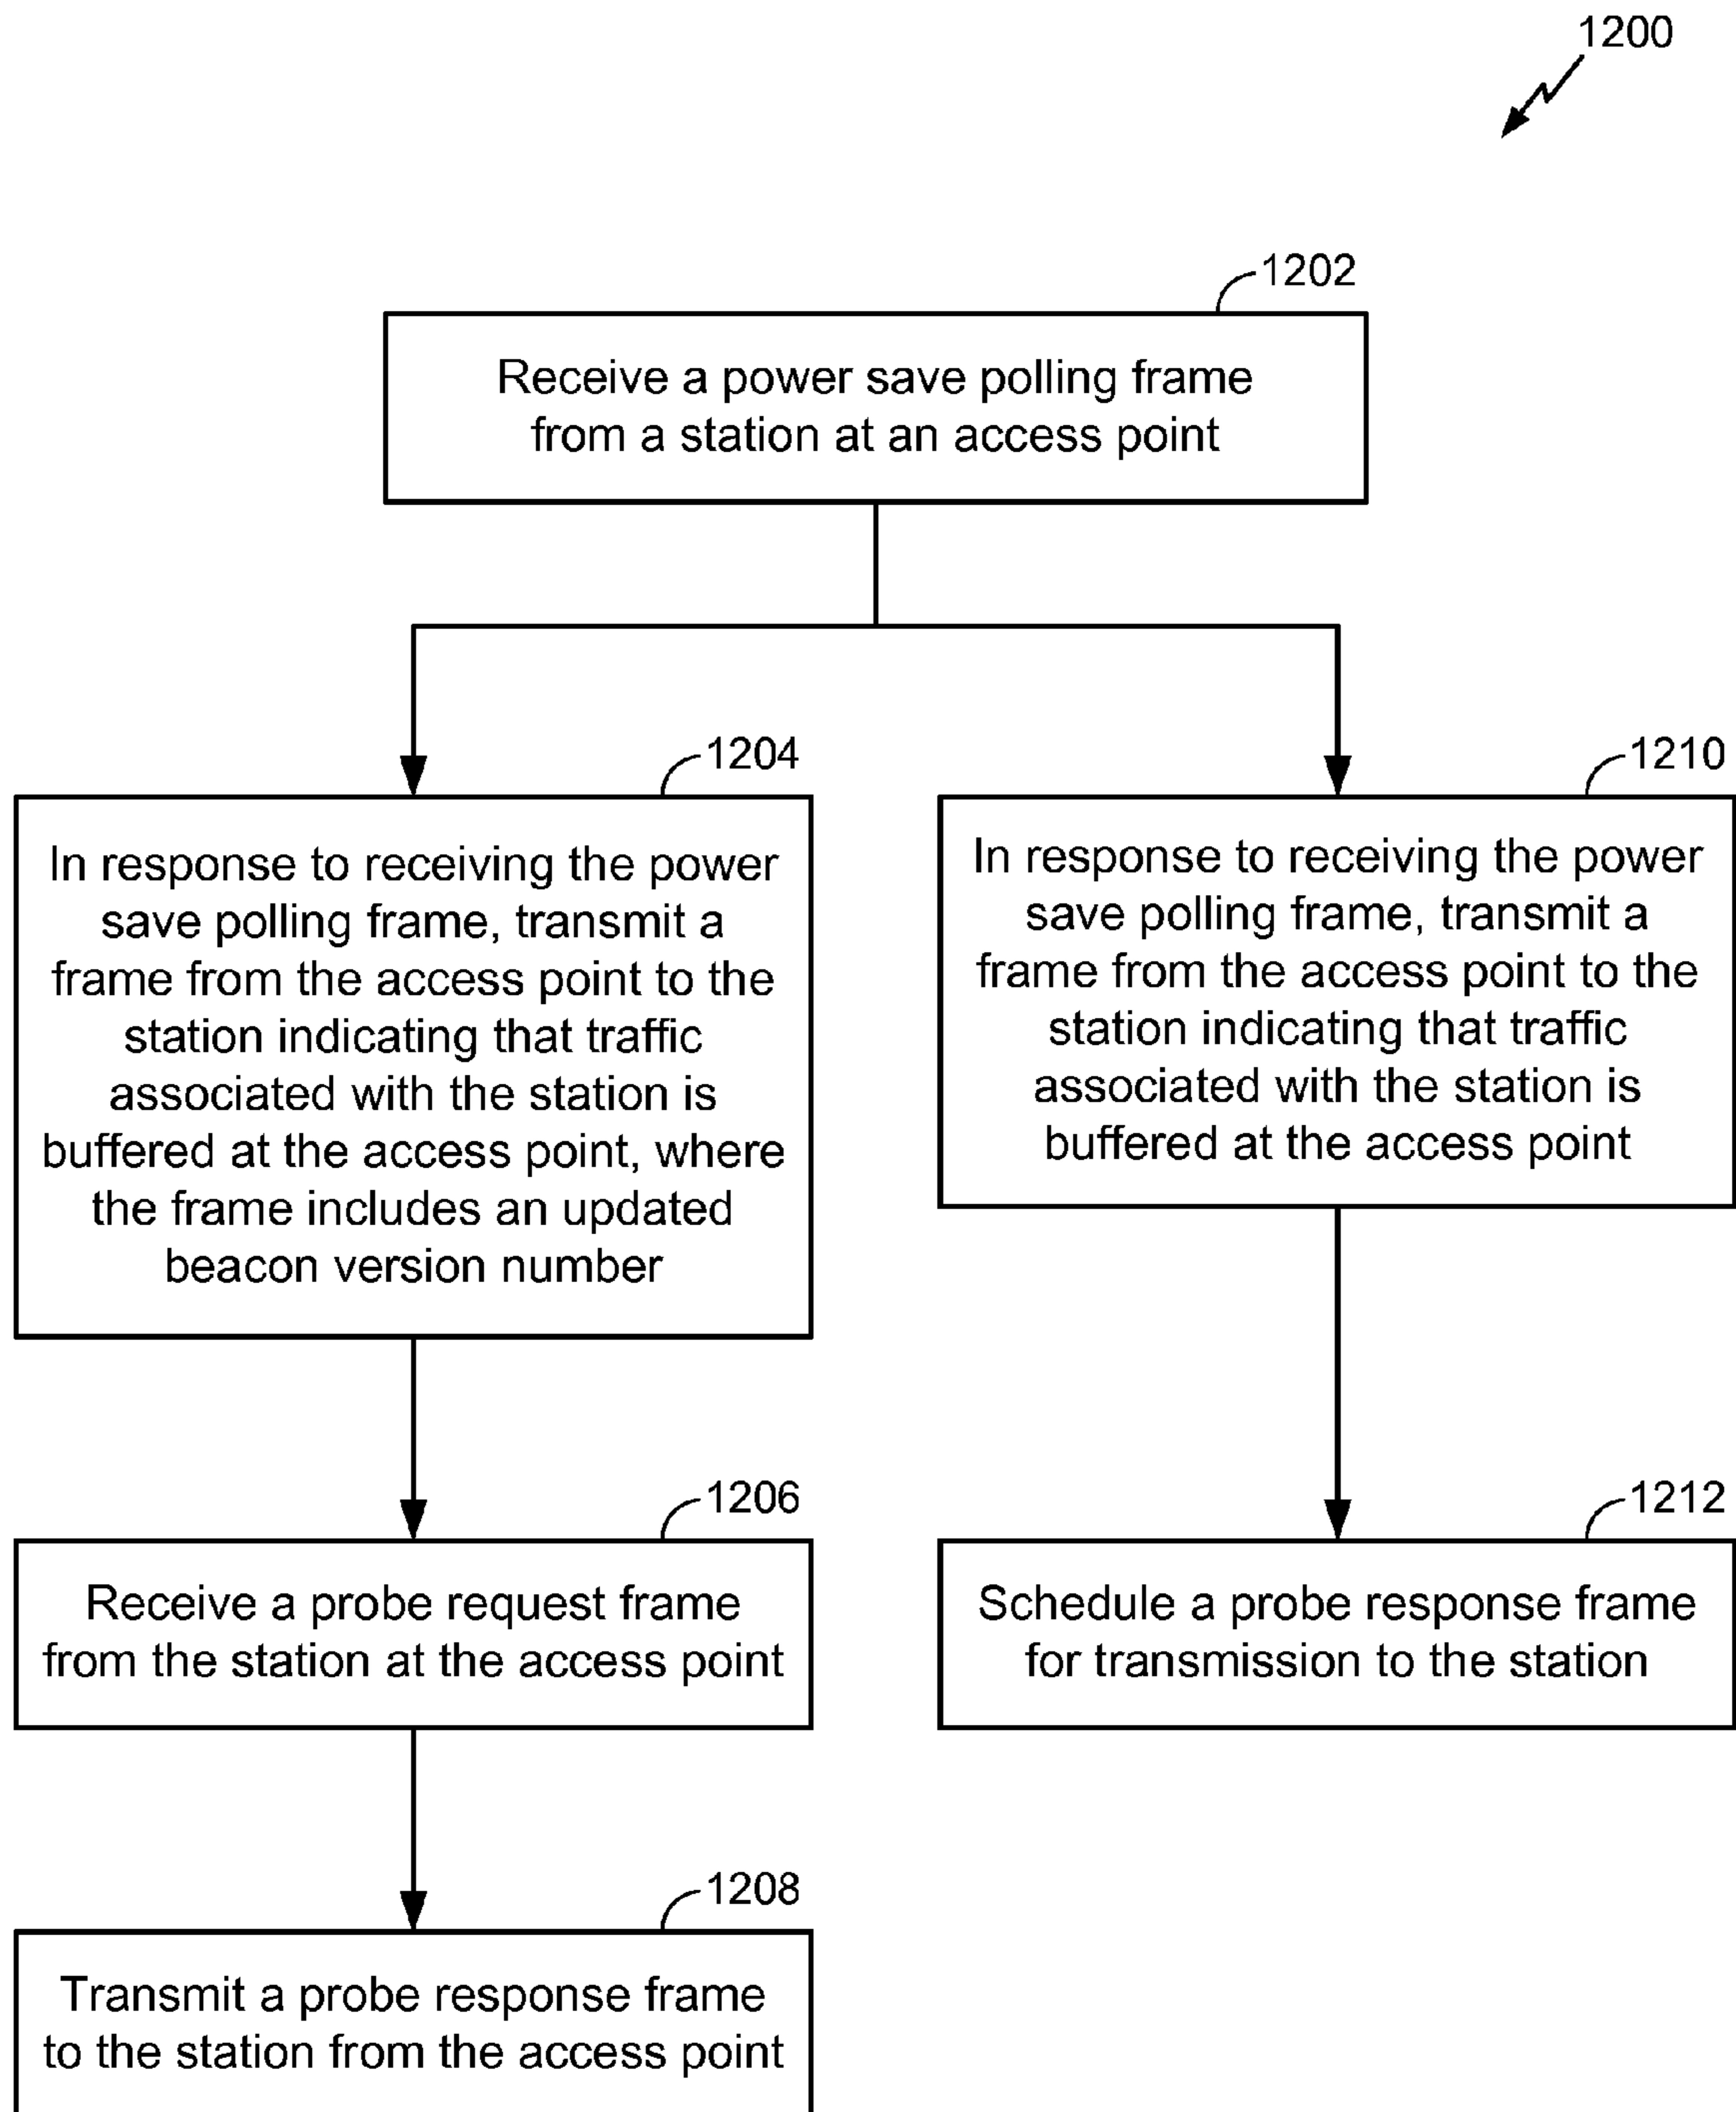 1200
1202
Receive a power save polling frame
from a station at an access point
1204
In response to receiving the power
save polling frame, transmit a
frame from the access point to the
station indicating that traffic
associated with the station is
buffered at the access point, where
the frame includes an updated
beacon version number
1210
In response to receiving the power
save polling frame, transmit a
frame from the access point to the
station indicating that traffic
associated with the station is
buffered at the access point
1206
Receive a probe request frame
from the station at the access point
1212
Schedule a probe response frame
for transmission to the station
1208
Transmit a probe response frame
to the station from the access point